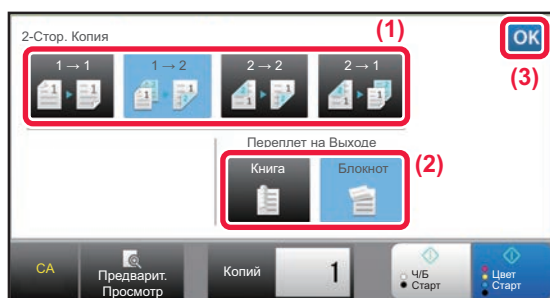 2-Стор. Копия
(1)
OK
(3)
1 → 1
1 → 2
2 → 2
2 → 1
Переплет на Выходе
Книга
Блокнот
(2)
CA
Предварит.
Просмотр
Копий
1
Ч/Б
Старт
Цвет
Старт